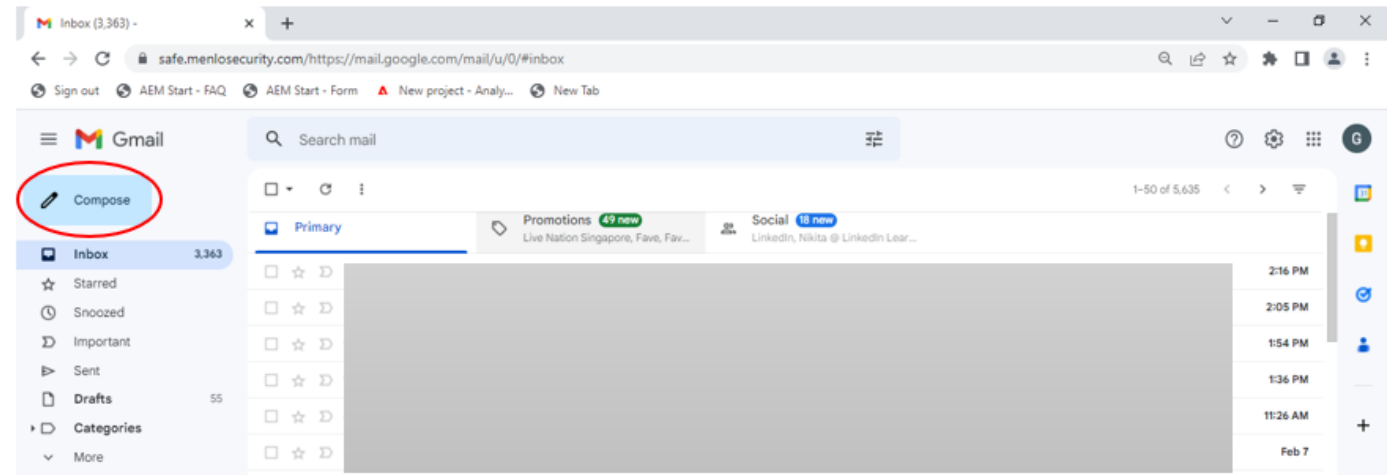 Inbox (3,363) -
safe.menlosecurity.com/https://mail.google.com/mail/u/0/#inbox
Sign out AEM Start - FAQ AEM Start - Form New project - Analy... New Tab
Gmail Search mail G
Compose
1-50 of 5,635
Primary
Promotions 49 new
Live Nation Singapore, Fave, Fav...
Social 18 new
LinkedIn, Nikita @ LinkedIn Lear...
Inbox 3,363
2:16 PM
Starred
2:05 PM
Snoozed
Important 1:54 PM
Sent
1:36 PM
Drafts 55
11:26 AM
Categories
More Feb 7